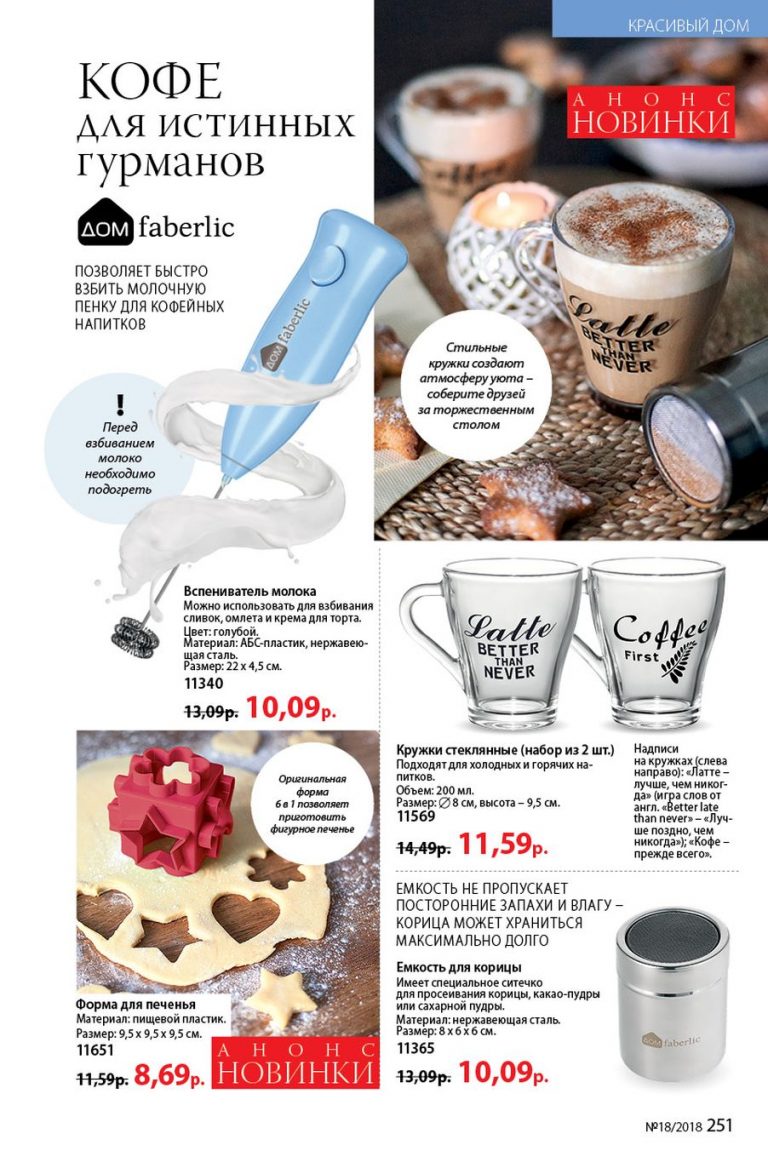 КРАСИВЫЙ ДОМ
КОФЕ
для истинных
гурманов
ДОМ faberlic
ПОЗВОЛЯЕТ БЫСТРО
ВЗБИТЬ МОЛОЧНУЮ
ПЕНКУ ДЛЯ КОФЕЙНЫХ
НАПИТКОВ
АНОНС
НОВИНКИ
ДОМ faberlic
!
Перед
взбиванием
молоко
необходимо
подогреть
Latte
BETTER
THAN
NEVER
Стильные
кружки создают
атмосферу уюта –
соберите друзей
за торжественным
столом
Вспениватель молока
Можно использовать для взбивания
сливок, омлета и крема для торта.
Цвет: голубой.
Материал: АБС-пластик, нержавею-
щая сталь.
Размер: 22 х 4,5 см.
11340
13,09р. 10,09р.
Latte
BETTER
THAN
NEVER
Coffee
First
Кружки стеклянные (набор из 2 шт.)
Подходят для холодных и горячих на-
питков.
Объем: 200 мл.
Размер: ∅ 8 см, высота – 9,5 см.
11569
14,49р. 11,59р.
Надписи
на кружках (слева
направо): «Латте –
лучше, чем никог-
да» (игра слов от
англ. «Better late
than never» – «Луч-
ше поздно, чем
никогда»); «Кофе –
прежде всего».
Оригинальная
форма
6 в 1 позволяет
приготовить
фигурное печенье
Форма для печенья
Материал: пищевой пластик.
Размер: 9,5 х 9,5 х 9,5 см.
11651
11,59р. 8,69р.
АНОНС
НОВИНКИ
ЕМКОСТЬ НЕ ПРОПУСКАЕТ
ПОСТОРОННИЕ ЗАПАХИ И ВЛАГУ –
КОРИЦА МОЖЕТ ХРАНИТЬСЯ
МАКСИМАЛЬНО ДОЛГО
Емкость для корицы
Имеет специальное ситечко
для просеивания корицы, какао-пудры
или сахарной пудры.
Материал: нержавеющая сталь.
Размер: 8 х 6 х 6 см.
11365
13,09р. 10,09р.
ДОМ faberlic
№18/2018 251